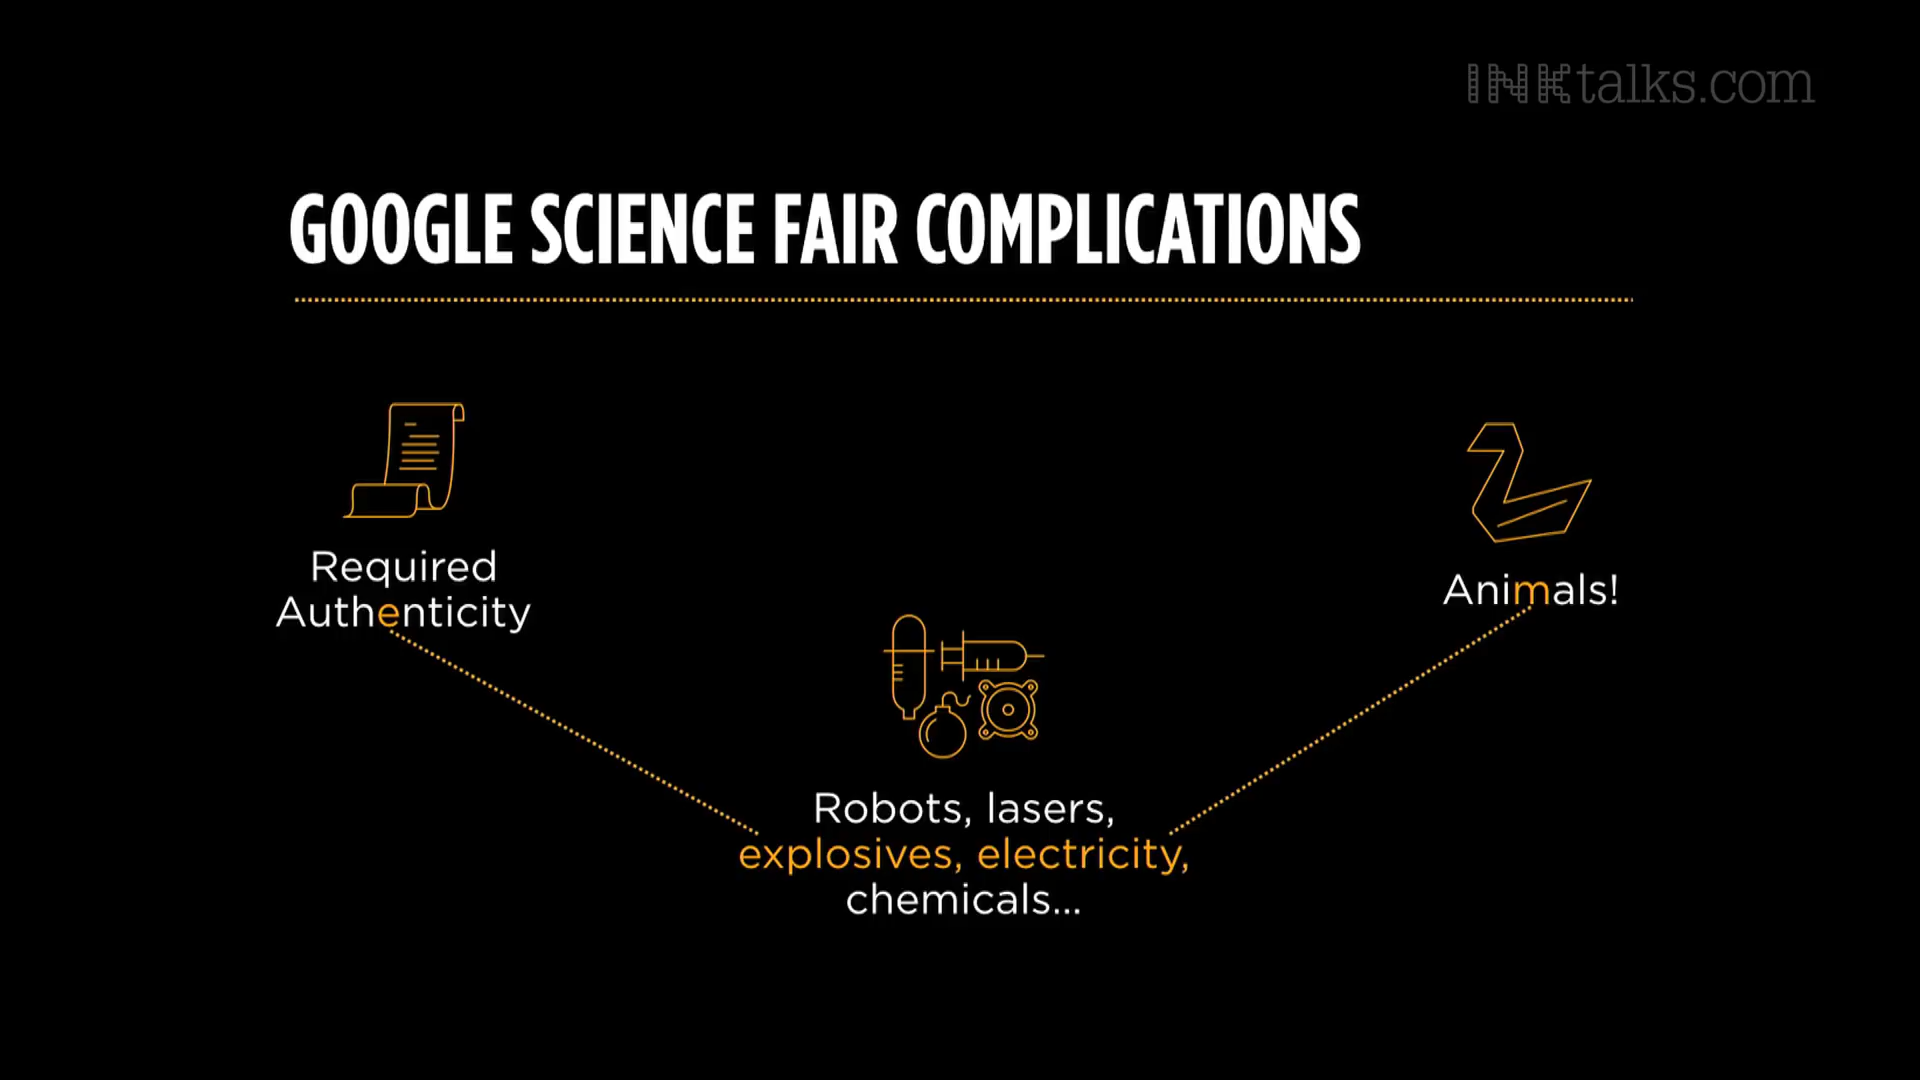 INKtalks.com
GOOGLE SCIENCE FAIR COMPLICATIONS
Required
Authenticity
Animals!
Robots, lasers,
explosives, electricity,
chemicals...